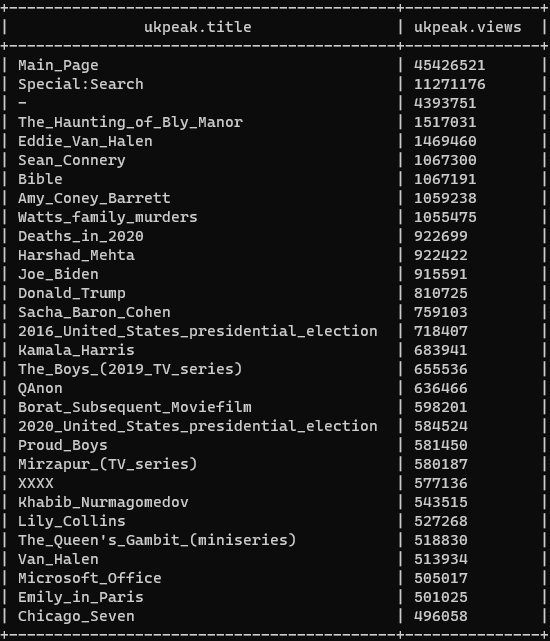 +-----------------------------------------+---------------+
| ukpeak.title | ukpeak.views |
+-----------------------------------------+---------------+
| Main_Page | 45426521 |
| Special:Search | 11271176 |
| - | 4393751 |
| The_Haunting_of_Bly_Manor | 1517031 |
| Eddie_Van_Halen | 1469460 |
| Sean_Connery | 1067300 |
| Bible | 1067191 |
| Amy_Coney_Barrett | 1059238 |
| Watts_family_murders | 1055475 |
| Deaths_in_2020 | 922699 |
| Harshad_Mehta | 922422 |
| Joe_Biden | 915591 |
| Donald_Trump | 810725 |
| Sacha_Baron_Cohen | 759103 |
| 2016_United_States_presidential_election | 718407 |
| Kamala_Harris | 683941 |
| The_Boys_(2019_TV_series) | 655536 |
| QAnon | 636466 |
| Borat_Subsequent_Moviefilm | 598201 |
| 2020_United_States_presidential_election | 584524 |
| Proud_Boys | 581450 |
| Mirzapur_(TV_series) | 580187 |
| XXXX | 577136 |
| Khabib_Nurmagomedov | 543515 |
| Lily_Collins | 527268 |
| The_Queen's_Gambit_(miniseries) | 518830 |
| Van_Halen | 513934 |
| Microsoft_Office | 505017 |
| Emily_in_Paris | 501025 |
| Chicago_Seven | 496058 |
+-----------------------------------------+---------------+